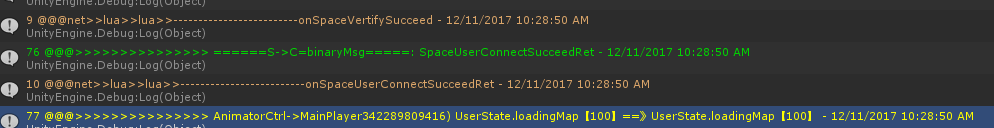 9 @@@net>>lua>>lua>>-------------------------onSpaceVertifySucceed - 12/11/2017 10:28:50 AM
UnityEngine.Debug:Log(Object)
76 @@@>>>>>>>>>>>>>>> ======S->C=binaryMsg=====: SpaceUserConnectSucceedRet - 12/11/2017 10:28:50 AM
UnityEngine.Debug:Log(Object)
10 @@@net>>lua>>lua>>-------------------------onSpaceUserConnectSucceedRet - 12/11/2017 10:28:50 AM
UnityEngine.Debug:Log(Object)
77 @@@>>>>>>>>>>>>>>> AnimatorCtrl->MainPlayer342289809416) UserState.loadingMap【100】==》UserState.loadingMap【100】 - 12/11/2017 10:28:50 AM
UnityEngine.Debug:Log(Object)